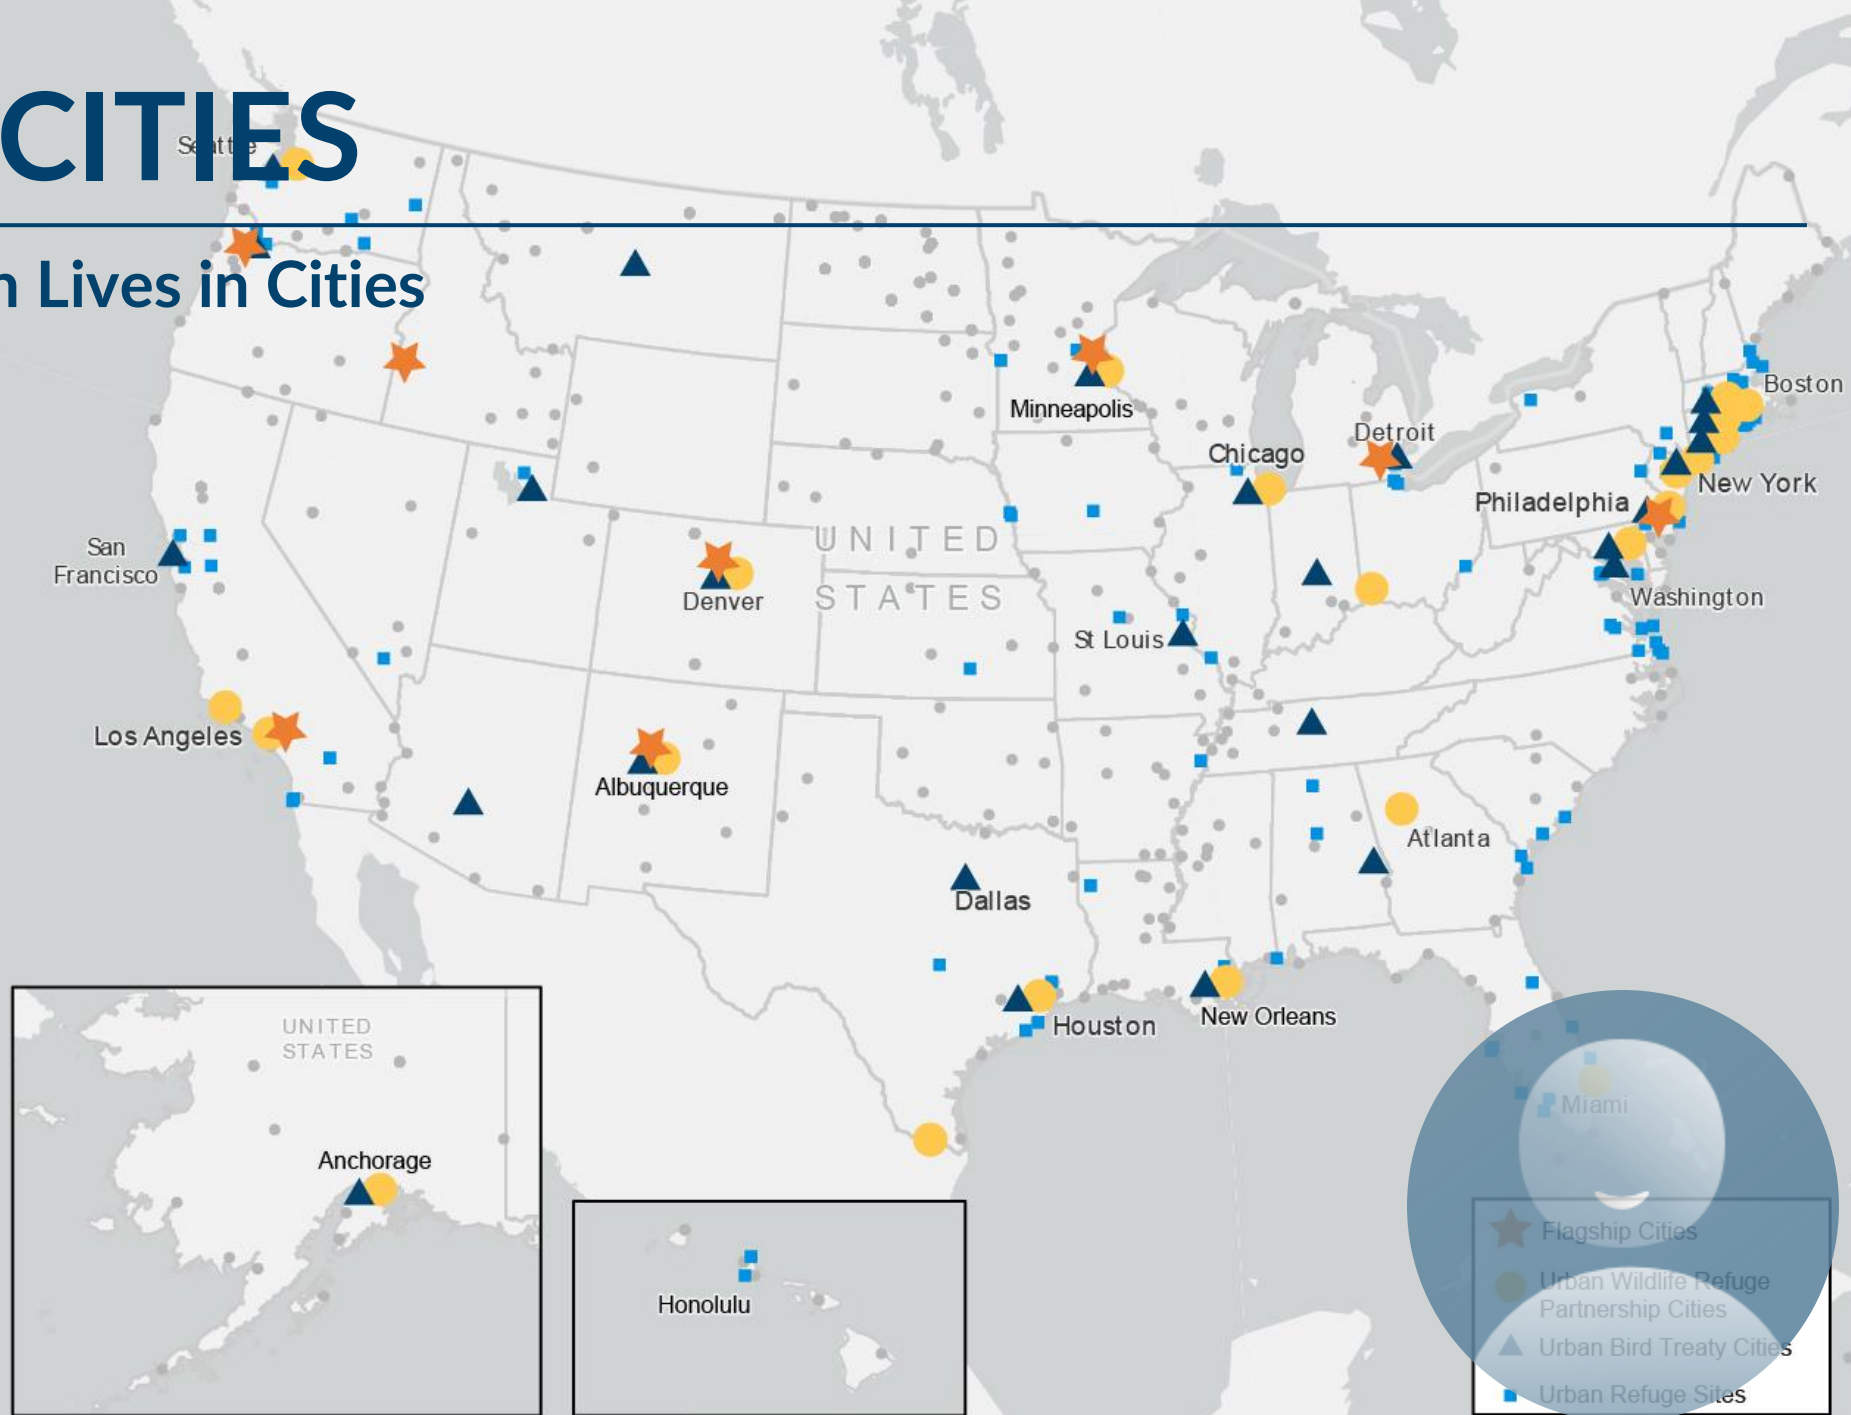 CITIES
n Lives in Cities
Seattle
Minneapolis
Boston
Detroit
Chicago
New York
Philadelphia
San
Francisco
UNITED
STATES
Denver
Washington
St Louis
Los Angeles
Albuquerque
Atlanta
Dallas
New Orleans
Houston
UNITED
STATES
Miami
Anchorage
Honolulu
Flagship Cities
Urban Wildlife Refuge
Partnership Cities
Urban Bird Treaty Cities
Urban Refuge Sites